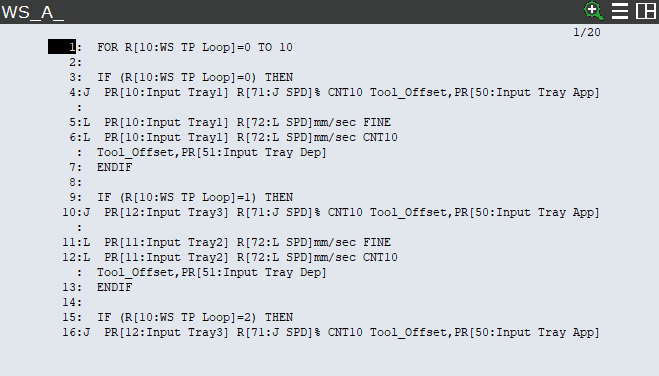 WS_A_
1/20
1: FOR R[10:WS TP Loop]=0 TO 10
2:
3: IF (R[10:WS TP Loop]=0) THEN
4:J PR[10:Input Tray1] R[71:J SPD]% CNT10 Tool_Offset,PR[50:Input Tray App]
:
5:L PR[10:Input Tray1] R[72:L SPD]mm/sec FINE
6:L PR[10:Input Tray1] R[72:L SPD]mm/sec CNT10
: Tool_Offset,PR[51:Input Tray Dep]
7: ENDIF
8:
9: IF (R[10:WS TP Loop]=1) THEN
10:J PR[12:Input Tray3] R[71:J SPD]% CNT10 Tool_Offset,PR[50:Input Tray App]
:
11:L PR[11:Input Tray2] R[72:L SPD]mm/sec FINE
12:L PR[11:Input Tray2] R[72:L SPD]mm/sec CNT10
: Tool_Offset,PR[51:Input Tray Dep]
13: ENDIF
14:
15: IF (R[10:WS TP Loop]=2) THEN
16:J PR[12:Input Tray3] R[71:J SPD]% CNT10 Tool_Offset,PR[50:Input Tray App]